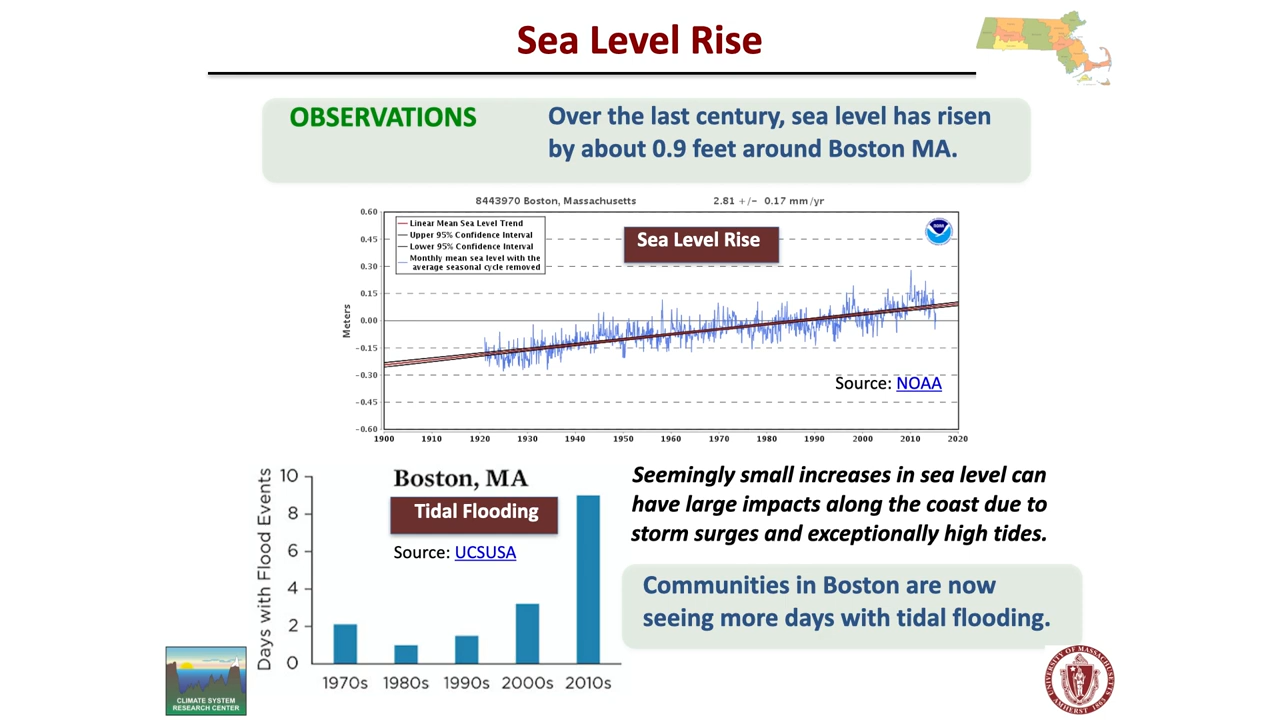 Sea Level Rise
OBSERVATIONS
Over the last century, sea level has risen
by about 0.9 feet around Boston MA.
8443970 Boston, Massachusetts 2.81 +/- 0.17 mm/yr
Linear Mean Sea Level Trend
Upper 95% Confidence Interval
Lower 95% Confidence Interval
Monthly mean sea level with the
average seasonal cycle removed
Sea Level Rise
Meters
0.60
0.45
0.30
0.15
0.00
-0.15
-0.30
-0.45
-0.60
Source: NOAA
1900 1910 1920 1930 1940 1950 1960 1970 1980 1990 2000 2010 2020
Days with Flood Events
10
8
6
4
2
0
Boston, MA
Tidal Flooding
Source: UCSUSA
1970s 1980s 1990s 2000s 2010s
Seemingly small increases in sea level can
have large impacts along the coast due to
storm surges and exceptionally high tides.
Communities in Boston are now
seeing more days with tidal flooding.
CLIMATE SYSTEM
RESEARCH CENTER
UNIVERSITY OF MASSACHUSETTS
AMHERST 1863